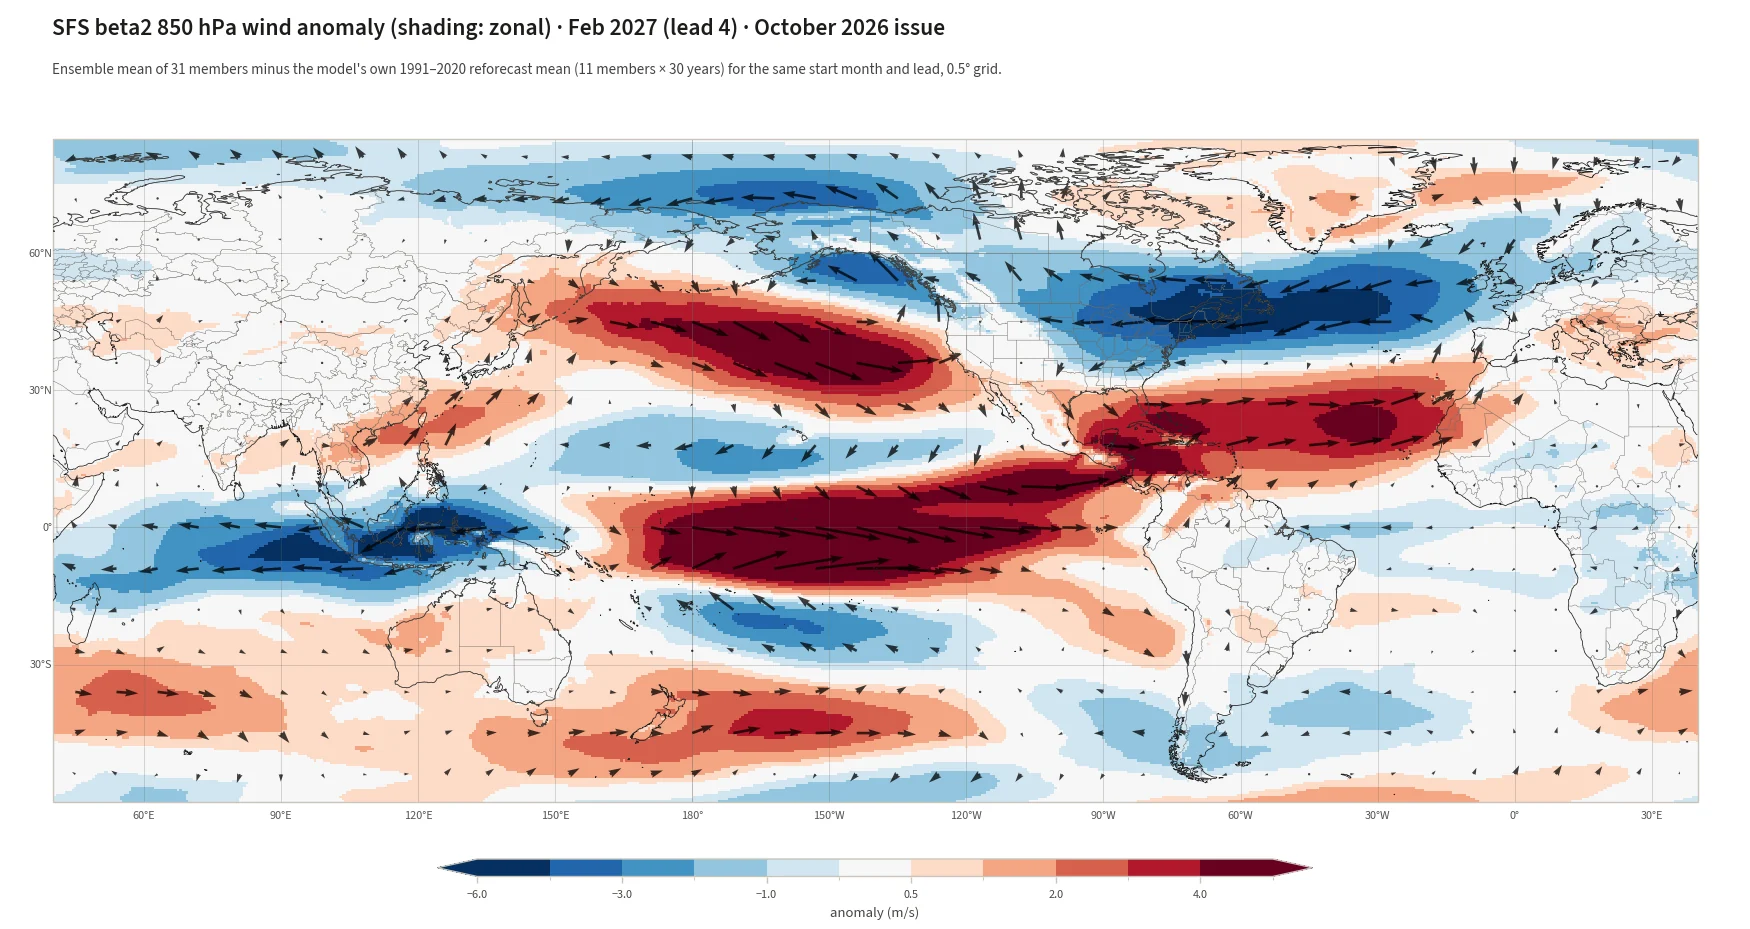 SFS beta2 850 hPa wind anomaly (shading: zonal) · Feb 2027 (lead 4) · October 2026 issue
Ensemble mean of 31 members minus the model's own 1991–2020 reforecast mean (11 members × 30 years) for the same start month and lead, 0.5° grid.
60°N
30°N
0°
30°S
60°E 90°E 120°E 150°E 180° 150°W 120°W 90°W 60°W 30°W 0° 30°E
−6.0 −3.0 −1.0 0.5 2.0 4.0
anomaly (m/s)